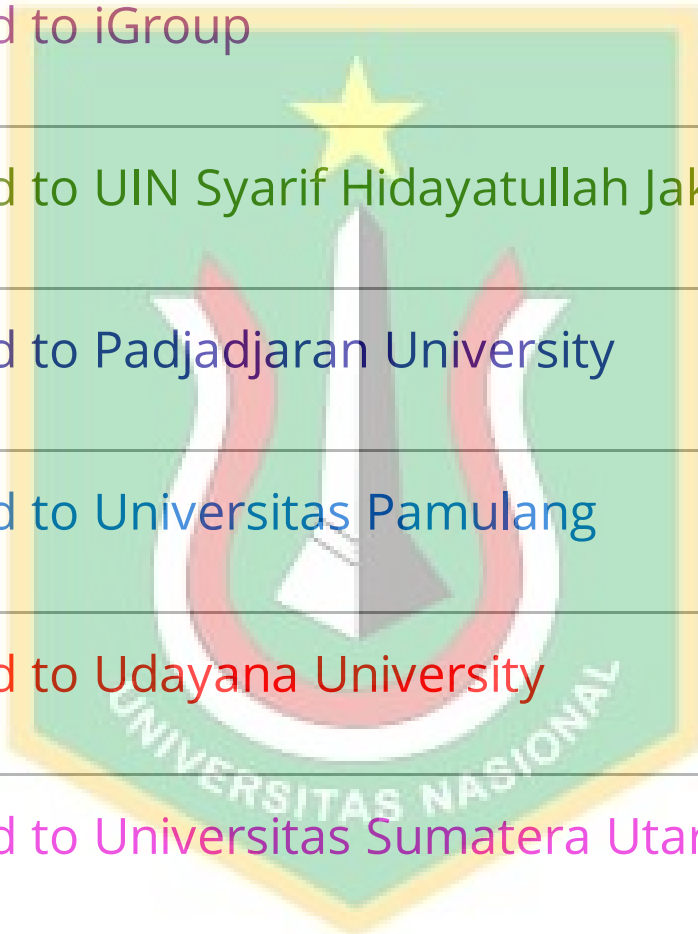 d to iGroup
d to UIN Syarif Hidayatullah Jak
d to Padjadjaran University
d to Universitas Pamulang
d to Udayana University
UNIVERSITAS NASIONAL
d to Universitas Sumatera Utar